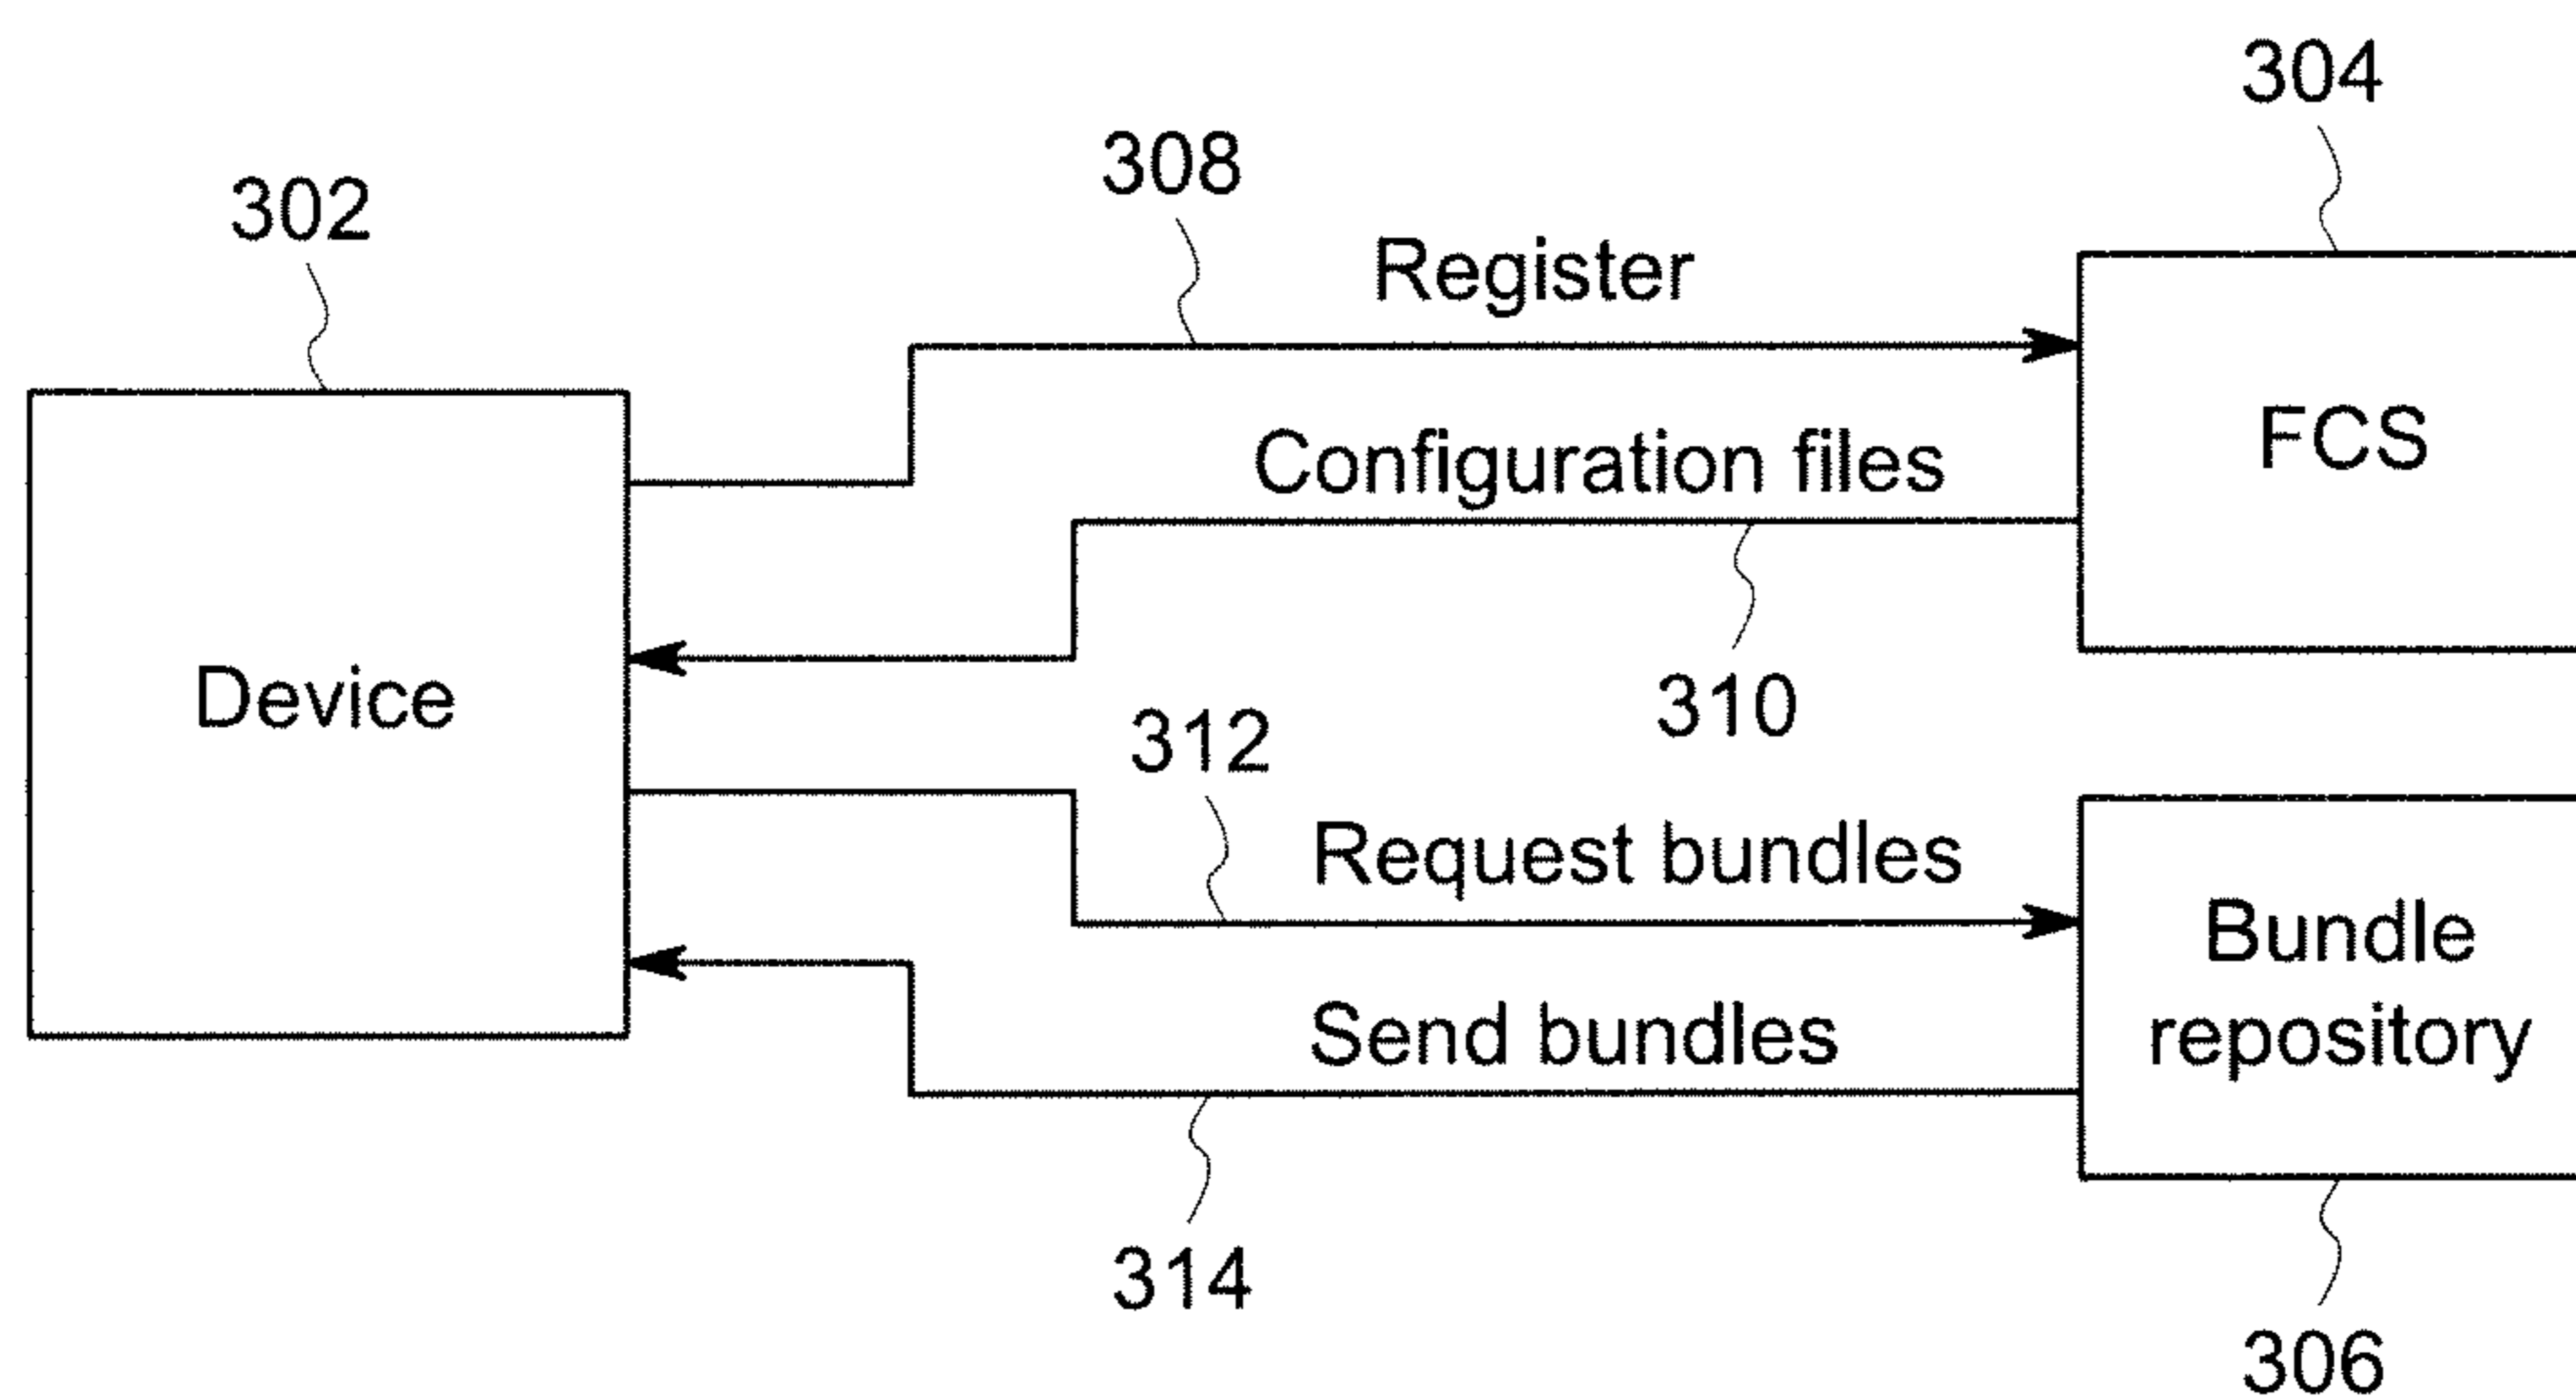 304
308
302
Register
FCS
Configuration files
Device
310
312
Request bundles
Bundle
repository
Send bundles
314
306